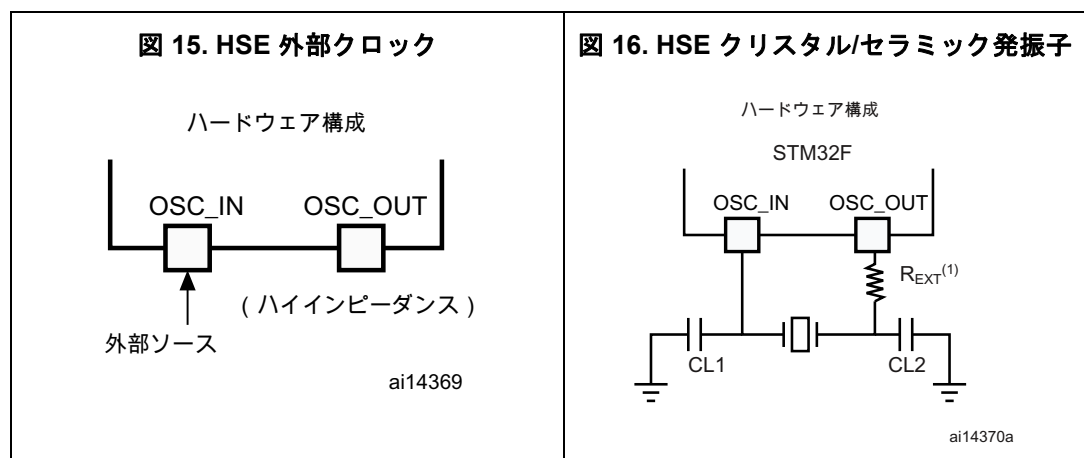 図 15. HSE 外部クロック
ハードウェア構成
OSC_IN
OSC_OUT
( ハイインピーダンス )
外部ソース
ai14369
図 16. HSE クリスタル/セラミック発振子
ハードウェア構成
STM32F
OSC_IN
OSC_OUT
REXT(1)
CL1
CL2
ai14370a